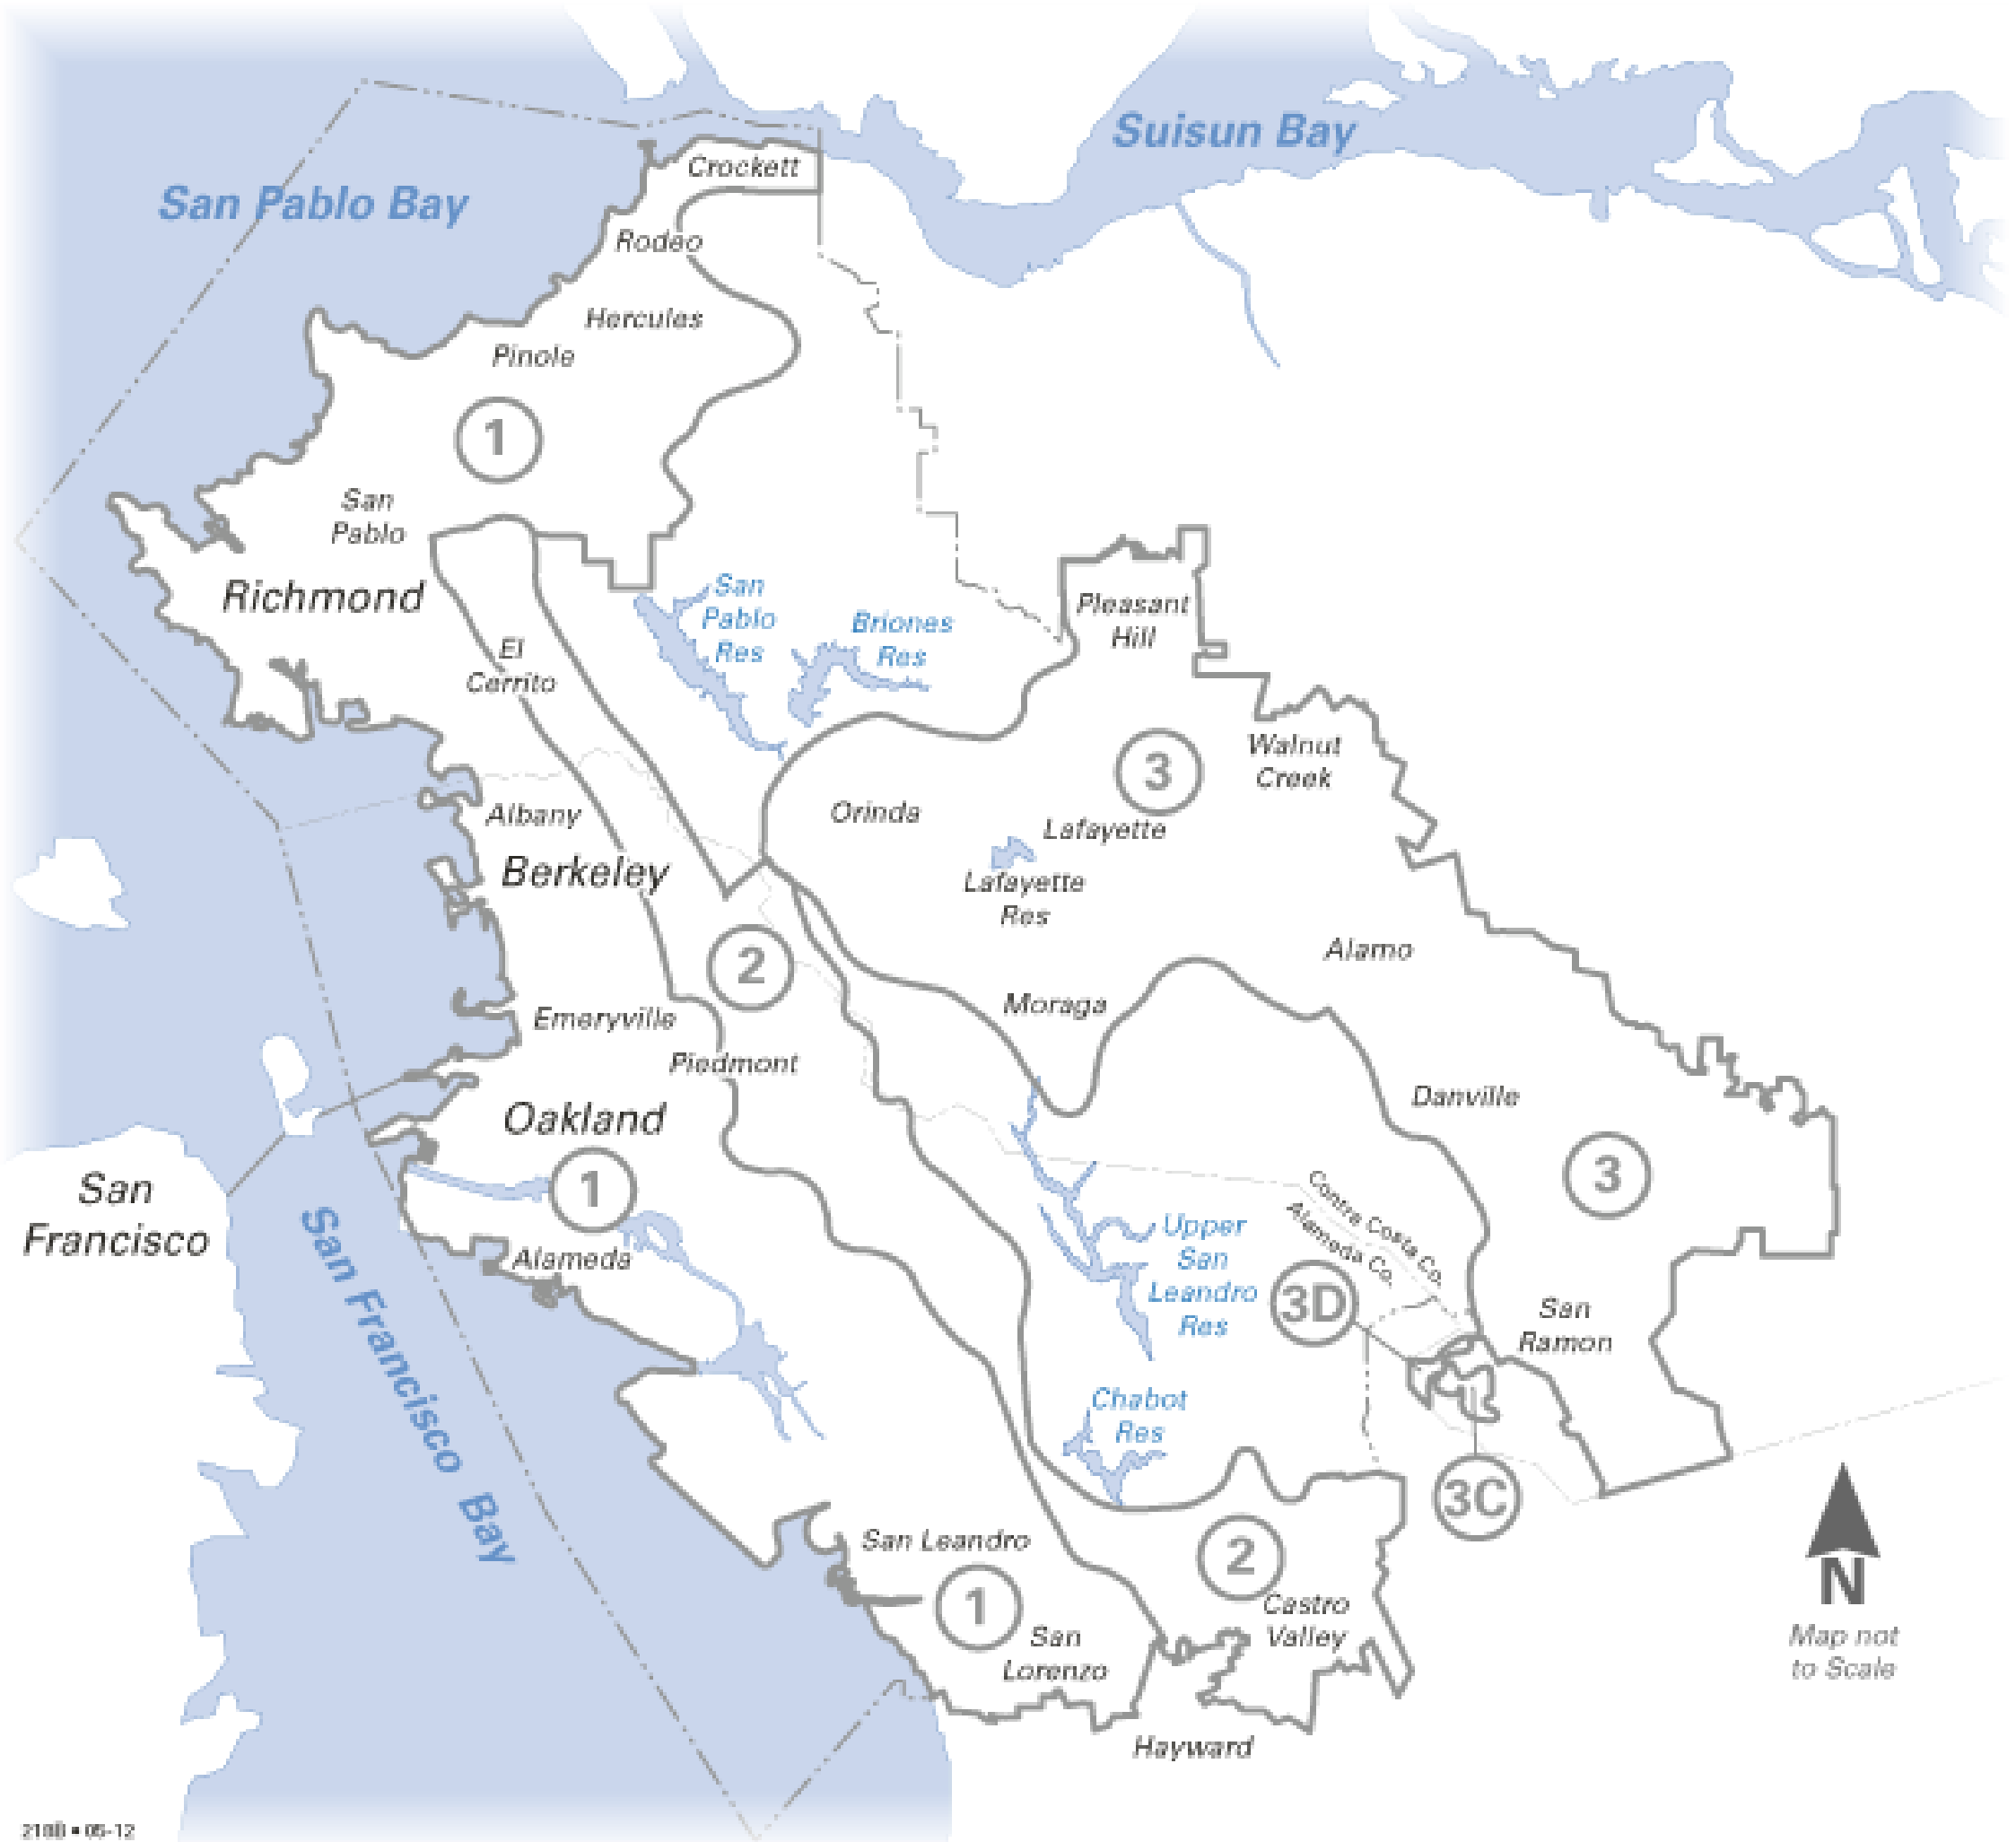 Suisun Bay
Crockett
San Pablo Bay
Rodeo
Hercules
Pinole
1
San
Pablo
Richmond
San
Pablo
Res
Briones
Res
Pleasant
Hill
El
Cerrito
Walnut
Creek
3
Orinda
Albany
Lafayette
Berkeley
Lafayette
Res
Alamo
2
Moraga
Emeryville
Piedmont
Danville
Oakland
3
San
Francisco
1
Contra Costa Co.
Alameda Co.
Alameda
Upper
San
Leandro
Res
3D
San
Ramon
San Francisco Bay
Chabot
Res
3C
San Leandro
2
1
Castro
Valley
San
Lorenzo
N
Map not
to Scale
Hayward
218B • 05-12